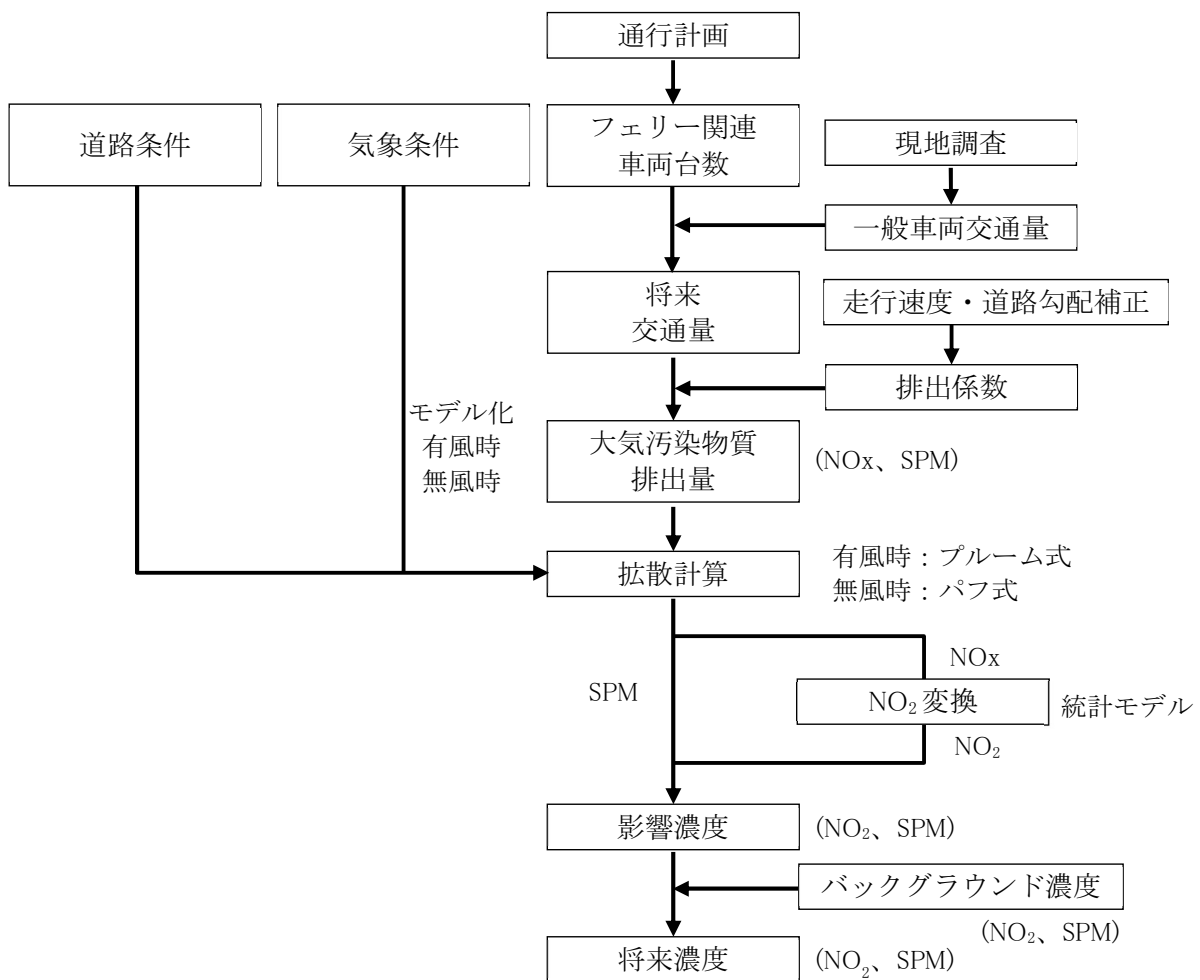 通行計画
道路条件
気象条件
フェリー関連
車両台数
現地調査
一般車両交通量
将来
交通量
走行速度・道路勾配補正
排出係数
モデル化
有風時
無風時
大気汚染物質
排出量
(NOx、SPM)
拡散計算
有風時：プルーム式
無風時：パフ式
NOx
SPM
NO₂変換
統計モデル
NO₂
影響濃度
(NO₂、SPM)
バックグラウンド濃度
(NO₂、SPM)
将来濃度
(NO₂、SPM)